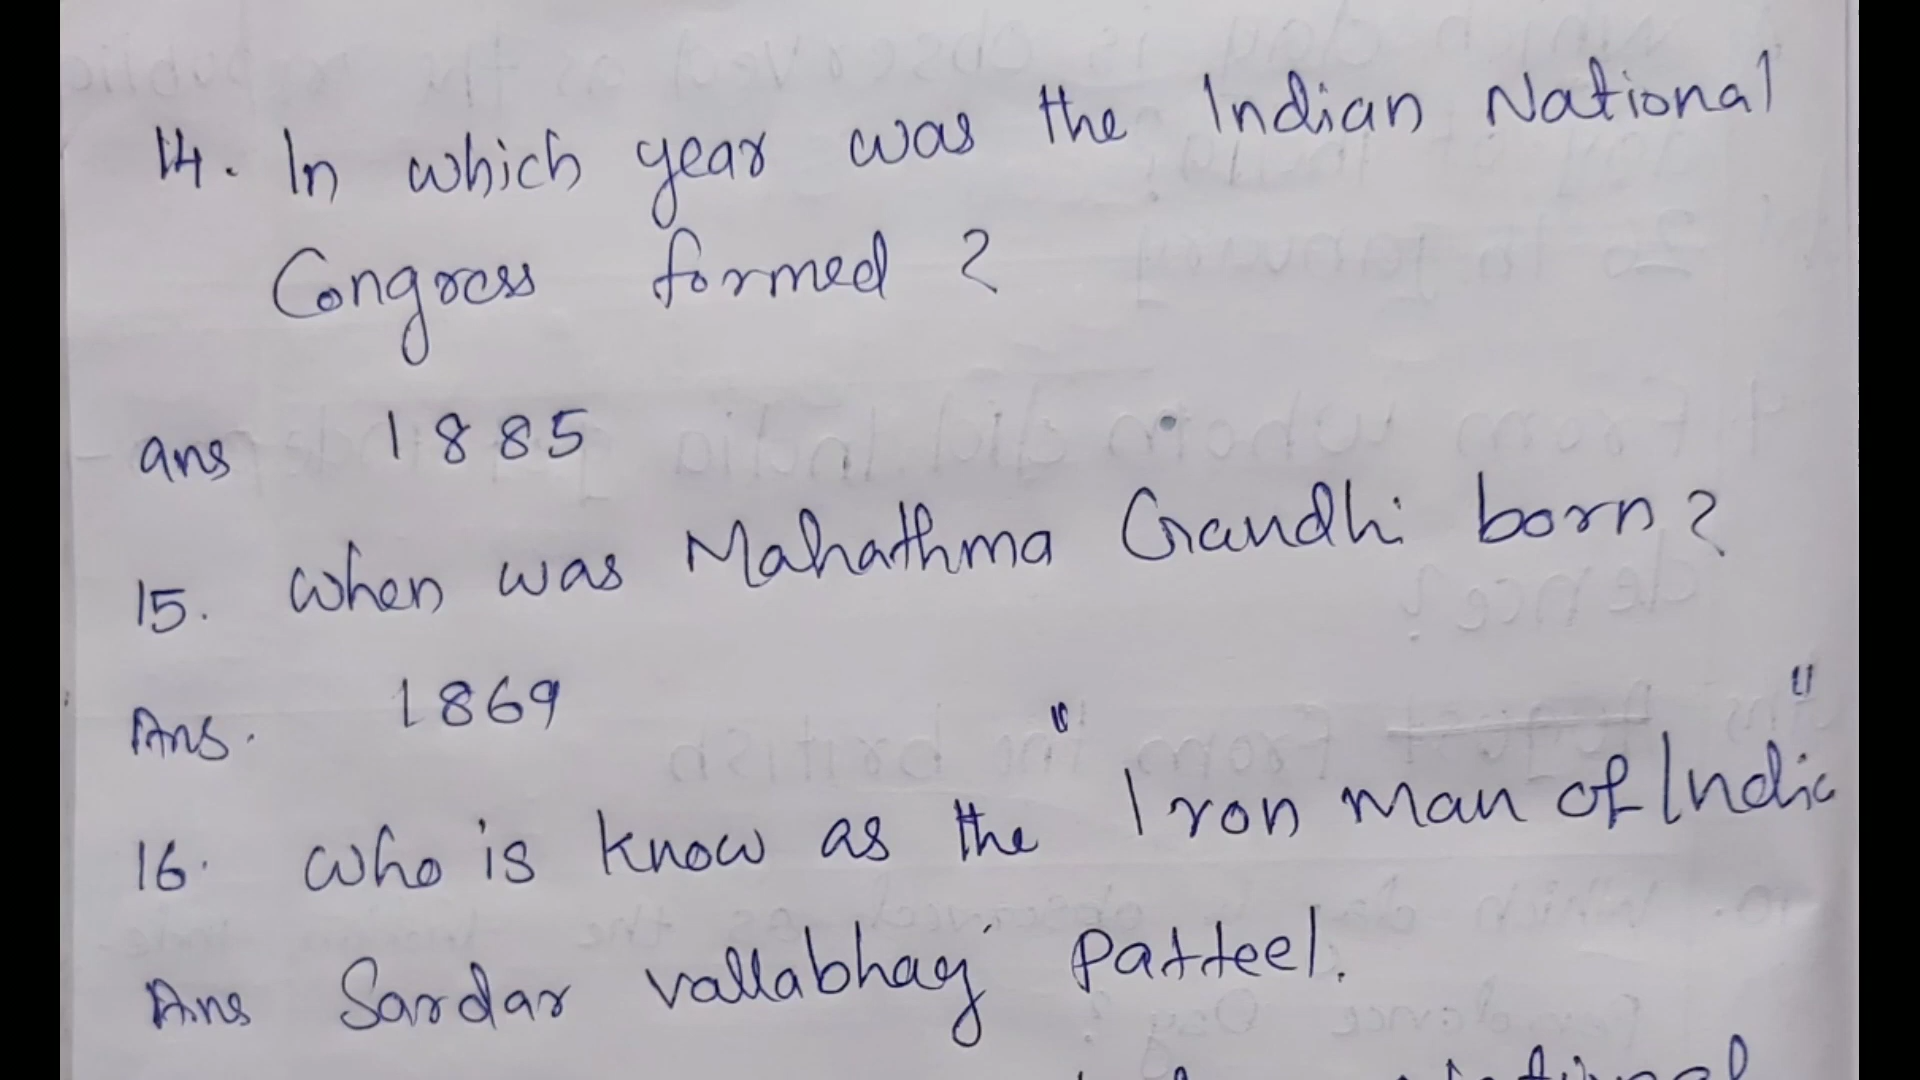 14. In which year was the Indian National
Congress formed ?
ans 1885
15. When was Mahathma Gandhi born ?
Ans. 1869
16. Who is know as the "Iron man of India"
Ans Sardar vallabhay patteel.